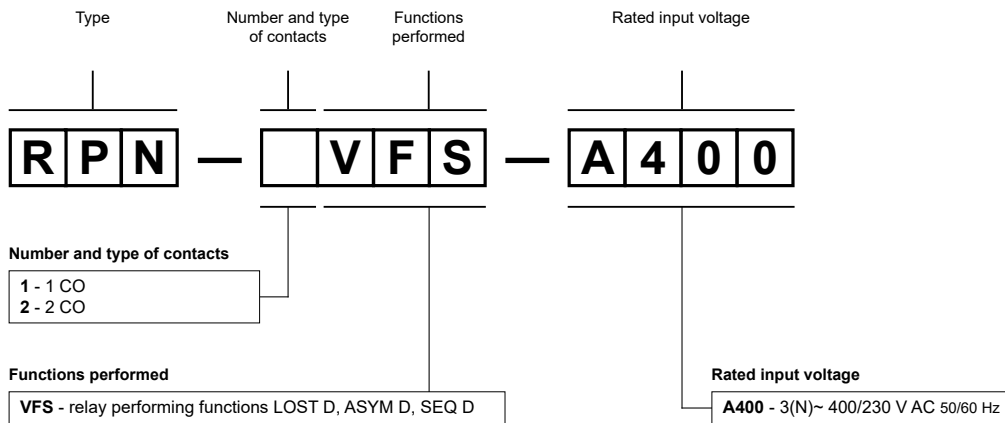 Type Number and type Functions Rated input voltage
of contacts performed
R P N — V F S — A 4 0 0
Number and type of contacts
1 - 1 CO
2 - 2 CO
Functions performed Rated input voltage
VFS - relay performing functions LOST D, ASYM D, SEQ D A400 - 3(N)~ 400/230 V AC 50/60 Hz